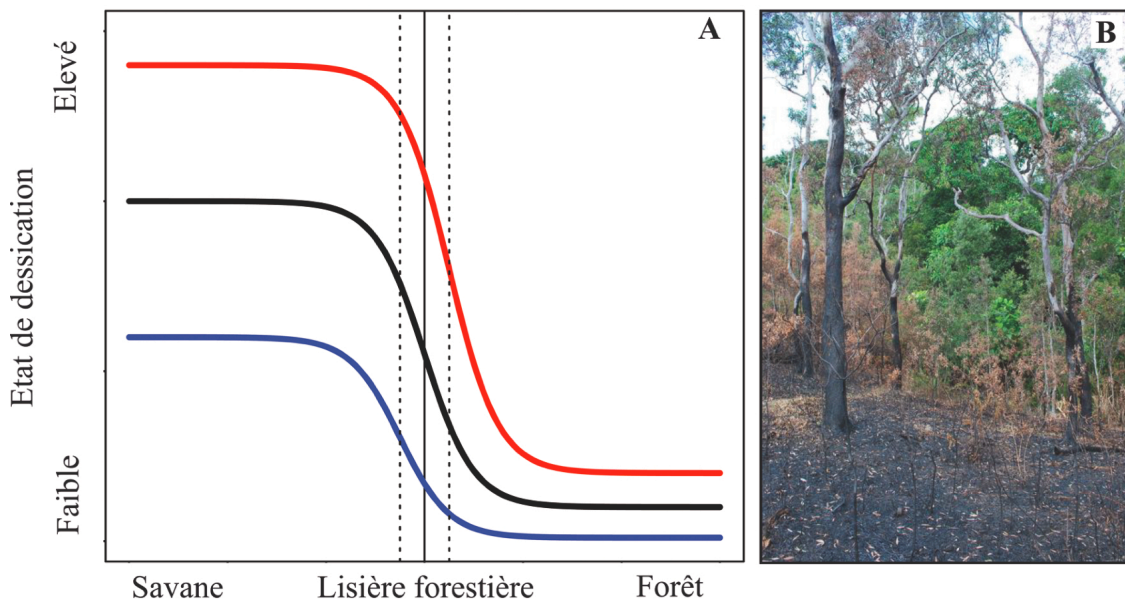 A
B
Elevé
Etat de dessication
Faible
Savane
Lisière forestière
Forêt